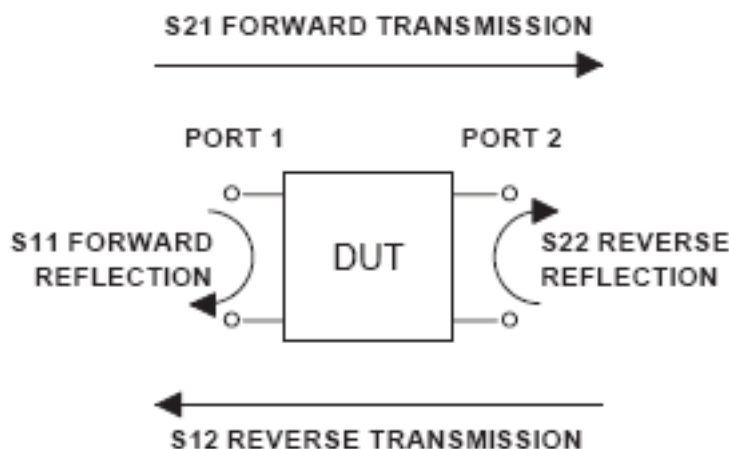 S21 FORWARD TRANSMISSION
PORT 1
PORT 2
S11 FORWARD
REFLECTION
DUT
S22 REVERSE
REFLECTION
S12 REVERSE TRANSMISSION